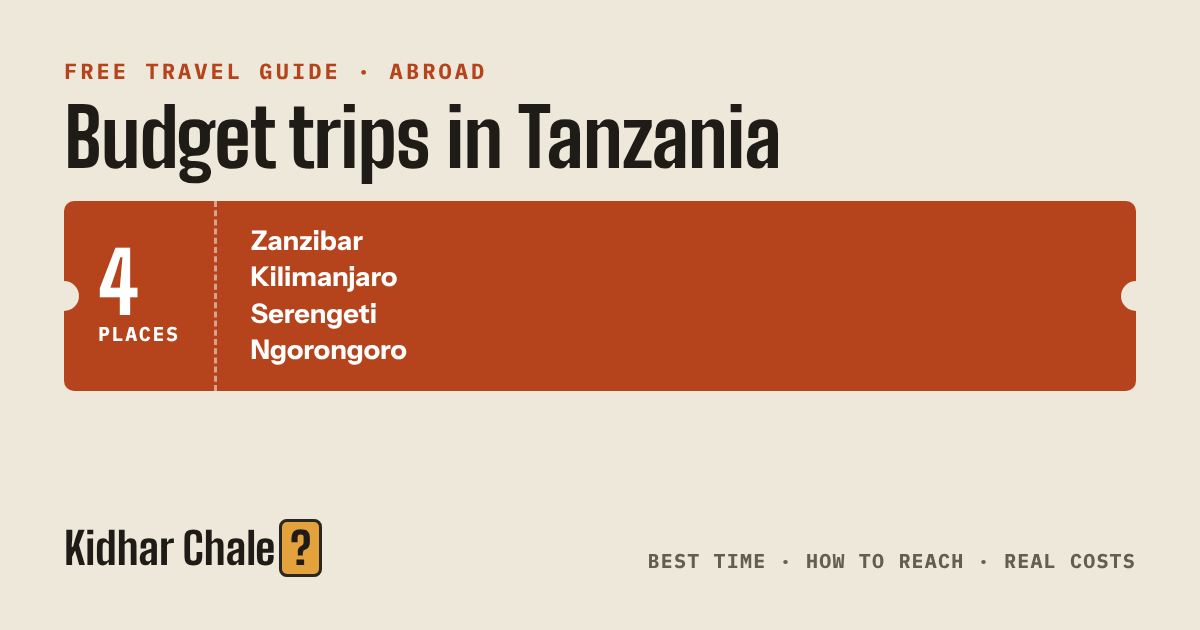 FREE TRAVEL GUIDE · ABROAD
Budget trips in Tanzania
4
PLACES
Zanzibar
Kilimanjaro
Serengeti
Ngorongoro
Kidhar Chale ?
BEST TIME · HOW TO REACH · REAL COSTS